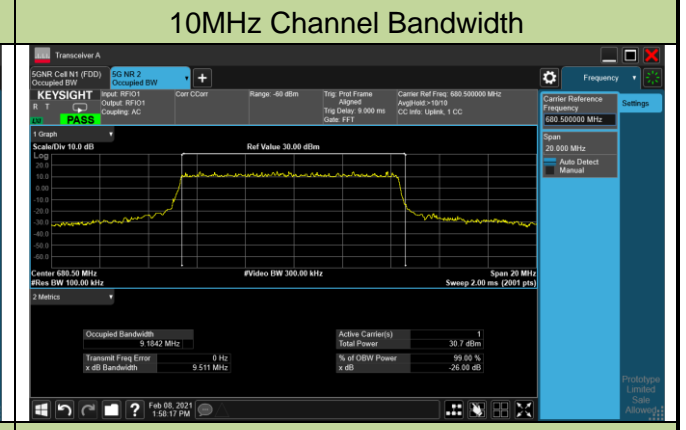 10MHz Channel Bandwidth
Transceiver A
5GNR Cell N1 (FDD)
Occupied BW
5G NR 2
Occupied BW
Frequency
KEYSIGHT
R T
PASS
Input: RFIO1
Output: RFIO1
Coupling: AC
Corr CCorr
Range: -60 dBm
Trig: Prot Frame
Aligned
Trig Delay: 9.000 ms
Gate: FFT
Carrier Ref Freq: 680.500000 MHz
Avg|Hold:>10/10
CC Info: Uplink, 1 CC
Carrier Reference
Frequency
680.500000 MHz
Settings
Span
20.000 MHz
Auto Detect
Manual
1 Graph
Scale/Div 10.0 dB
Ref Value 30.00 dBm
Log
20.0
10.0
0.00
-10.0
-20.0
-30.0
-40.0
-50.0
-60.0
Center 680.50 MHz
#Video BW 300.00 kHz
Span 20 MHz
#Res BW 100.00 kHz
Sweep 2.00 ms (2001 pts)
2 Metrics
Occupied Bandwidth
9.1842 MHz
Active Carrier(s) 1
Total Power 30.7 dBm
Transmit Freq Error 0 Hz
x dB Bandwidth 9.511 MHz
% of OBW Power 99.00 %
x dB -26.00 dB
Prototype
Limited
Sale
Allowed
Feb 08, 2021
1:58:17 PM